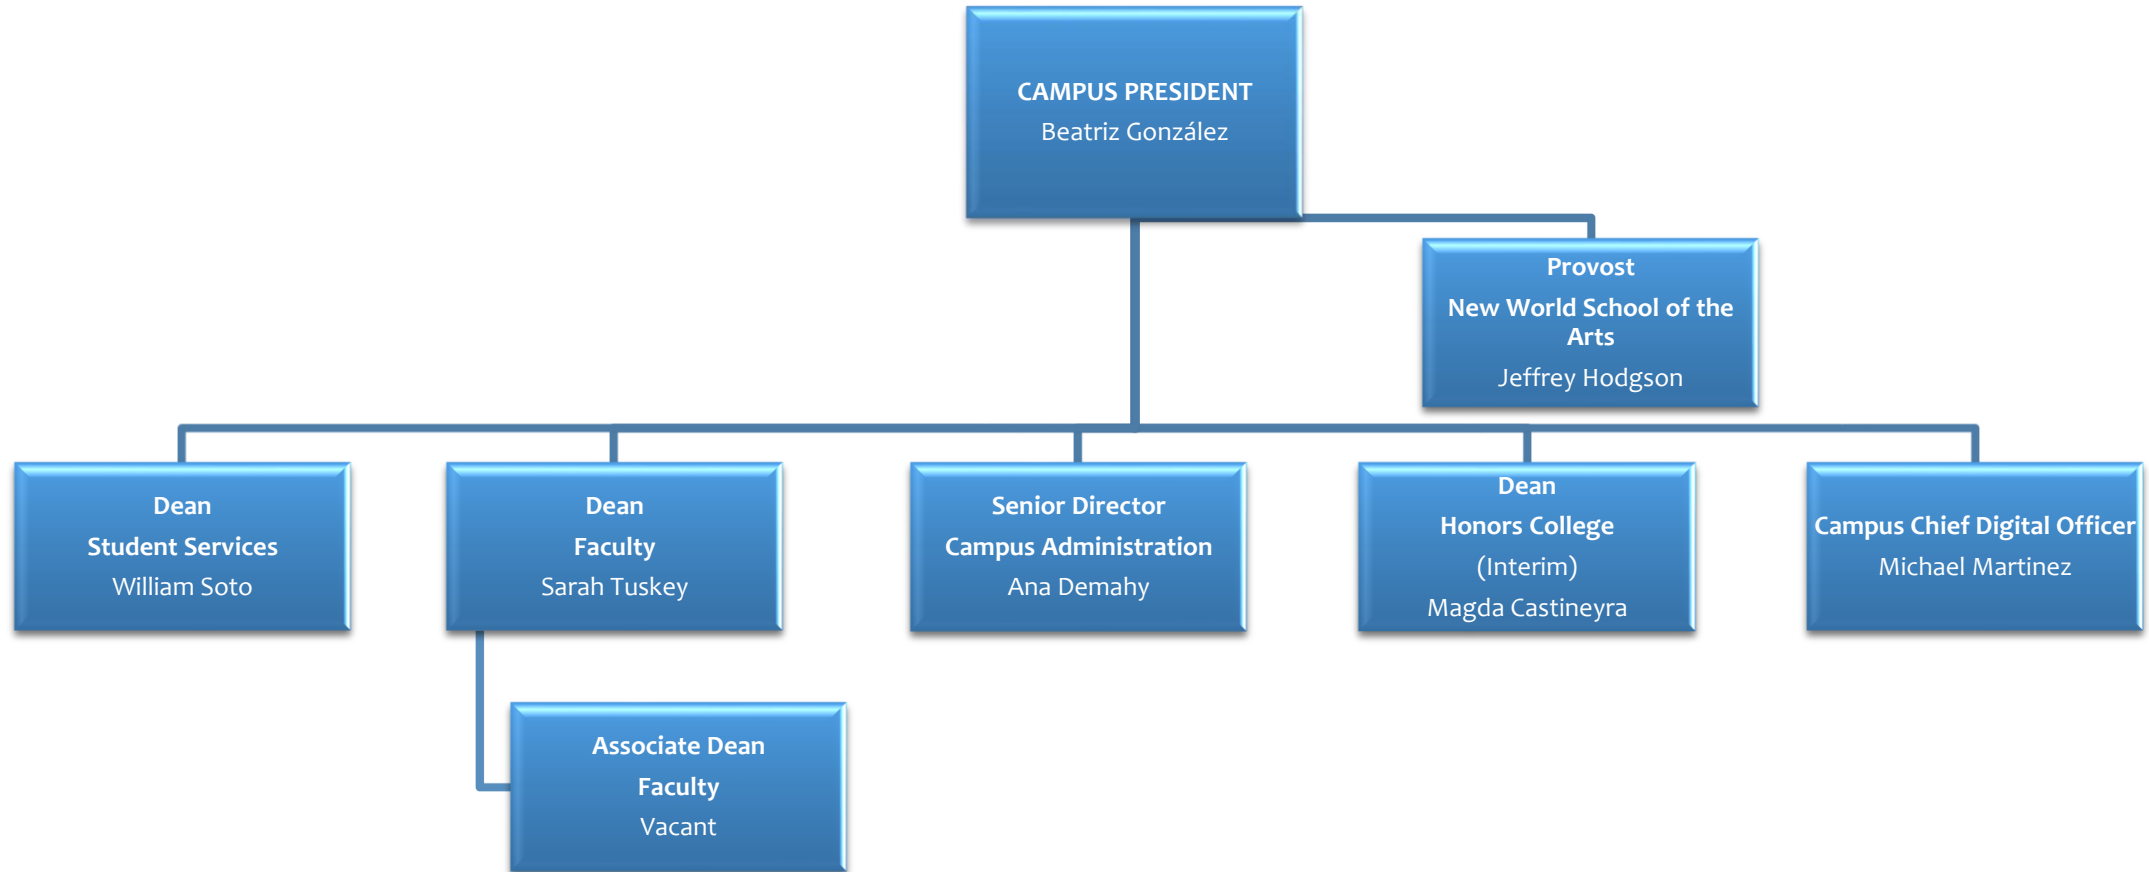 CAMPUS PRESIDENT
Beatriz González
Provost
New World School of the
Arts
Jeffrey Hodgson
Dean
Student Services
William Soto
Dean
Faculty
Sarah Tuskey
Senior Director
Campus Administration
Ana Demahy
Dean
Honors College
(Interim)
Magda Castineyra
Campus Chief Digital Officer
Michael Martinez
Associate Dean
Faculty
Vacant